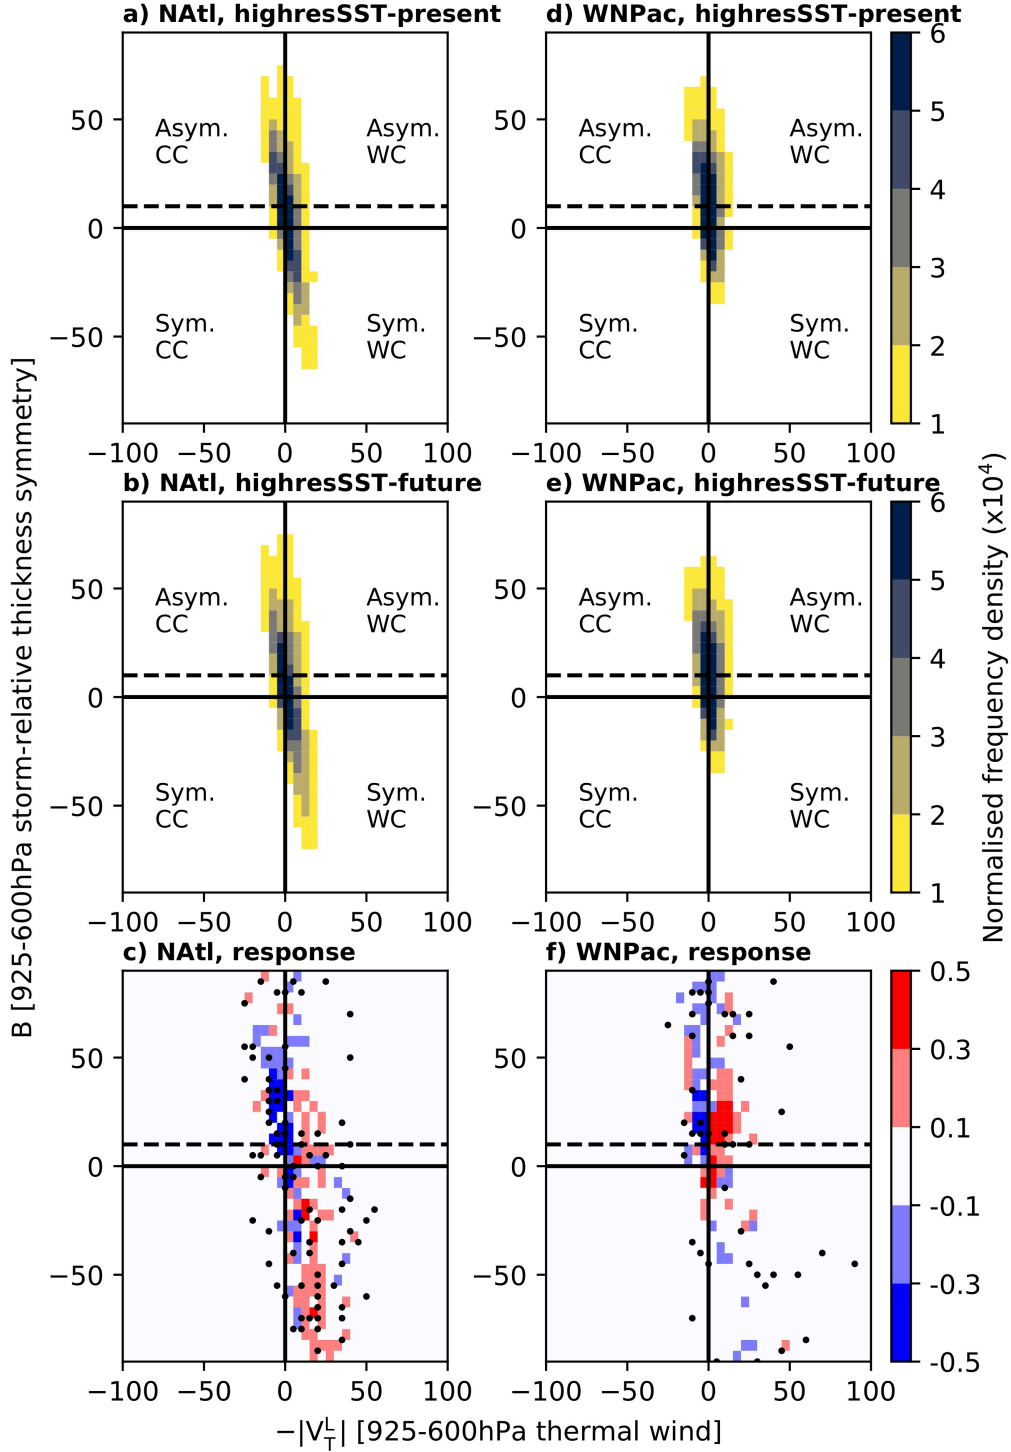 a) NAtl, highresSST-present
d) WNPac, highresSST-present
Asym.
CC
Asym.
WC
Sym.
CC
Sym.
WC
50
0
−50
−100 −50 0 50 100
Asym.
CC
Asym.
WC
Sym.
CC
Sym.
WC
50
0
−50
−100 −50 0 50 100
6
5
4
3
2
1
b) NAtl, highresSST-future
e) WNPac, highresSST-future
Asym.
CC
Asym.
WC
Sym.
CC
Sym.
WC
50
0
−50
−100 −50 0 50 100
Asym.
CC
Asym.
WC
Sym.
CC
Sym.
WC
50
0
−50
−100 −50 0 50 100
6
5
4
3
2
1
Normalised frequency density (x10⁴)
c) NAtl, response
f) WNPac, response
50
0
−50
−100 −50 0 50 100
50
0
−50
−100 −50 0 50 100
0.5
0.3
0.1
-0.1
-0.3
-0.5
B [925-600hPa storm-relative thickness symmetry]
−|V_T^L| [925-600hPa thermal wind]